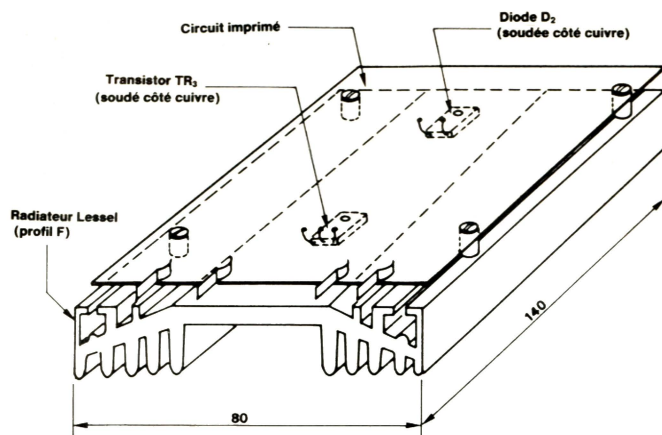 Circuit imprimé
Diode D₂
(soudée côté cuivre)
Transistor TR₃
(soudé côté cuivre)
Radiateur Lessel
(profil F)
140
80